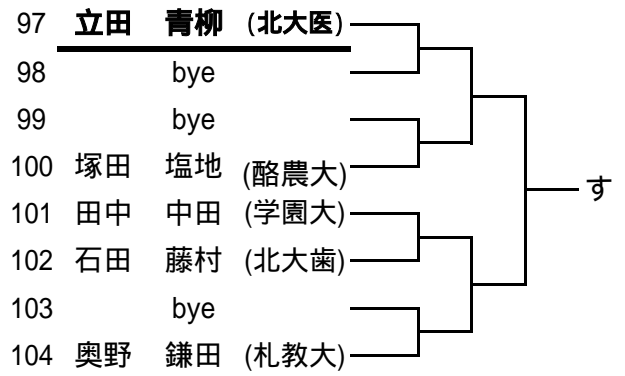 97 立田 青柳 (北大医)
98 bye
99 bye
100 塚田 塩地 (酪農大)
101 田中 中田 (学園大)
102 石田 藤村 (北大歯)
103 bye
104 奥野 鎌田 (札教大)
す